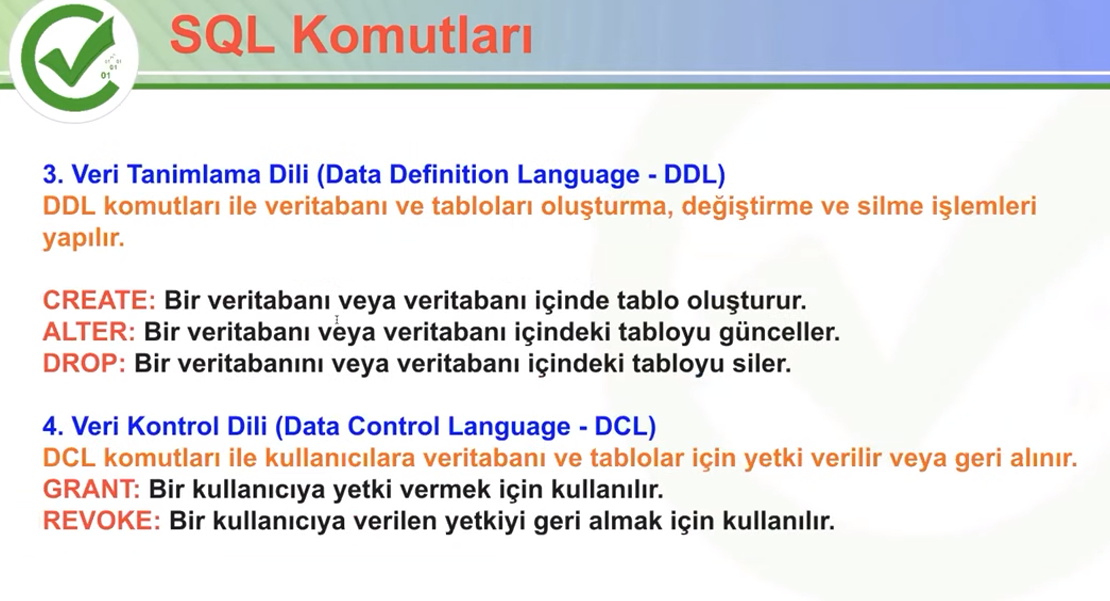 SQL Komutları
01
01
3. Veri Tanimlama Dili (Data Definition Language - DDL)
DDL komutları ile veritabanı ve tabloları oluşturma, değiştirme ve silme işlemleri
yapılır.
CREATE: Bir veritabanı veya veritabanı içinde tablo oluşturur.
ALTER: Bir veritabanı veya veritabanı içindeki tabloyu günceller.
DROP: Bir veritabanını veya veritabanı içindeki tabloyu siler.
4. Veri Kontrol Dili (Data Control Language - DCL)
DCL komutları ile kullanıcılara veritabanı ve tablolar için yetki verilir veya geri alınır.
GRANT: Bir kullanıcıya yetki vermek için kullanılır.
REVOKE: Bir kullanıcıya verilen yetkiyi geri almak için kullanılır.